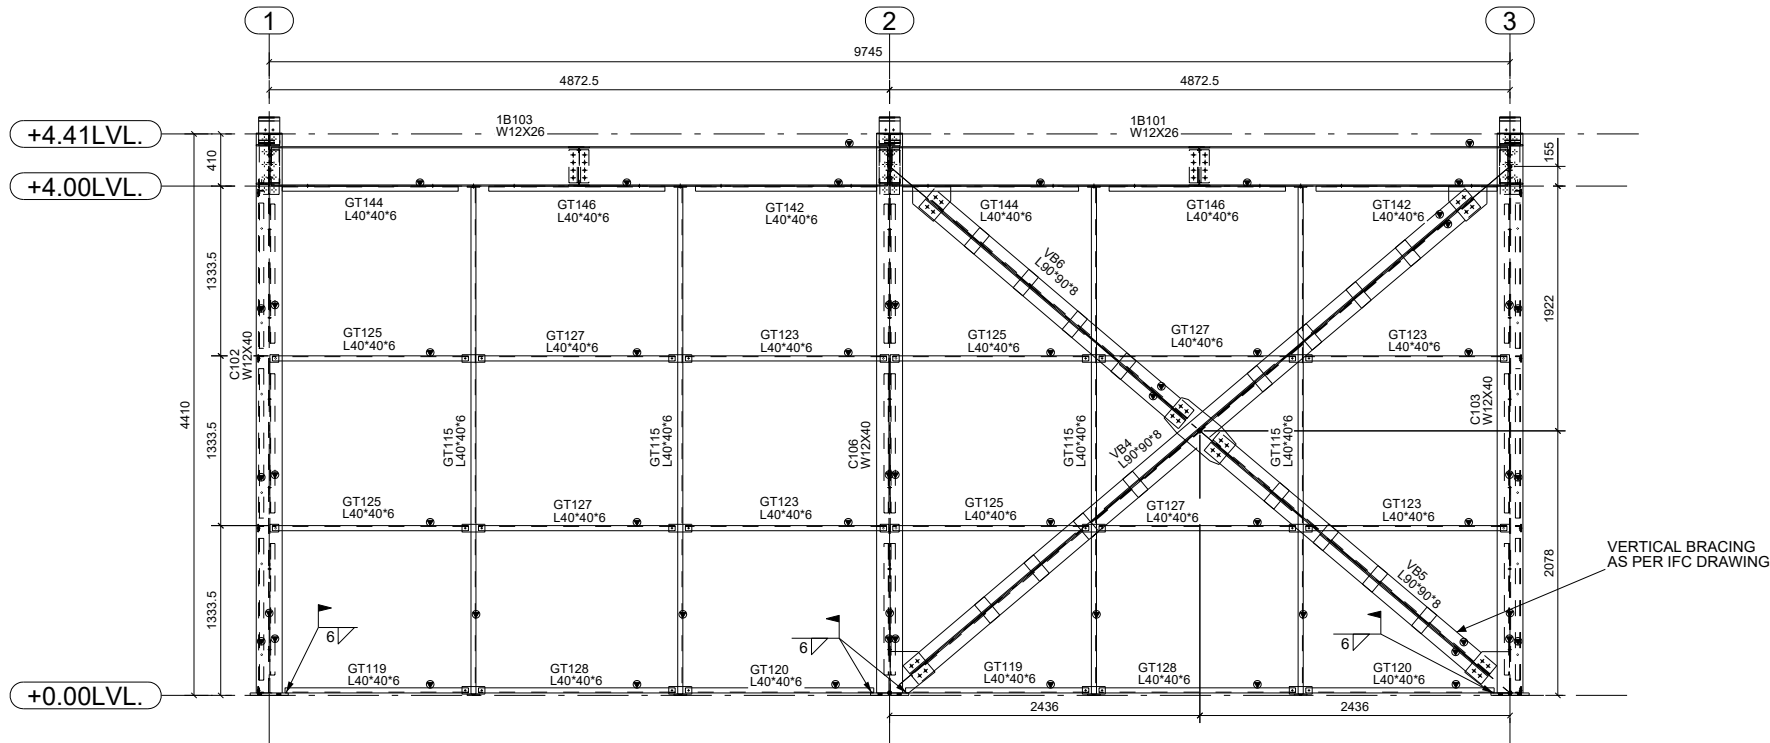 1
2
3
9745
4872.5
4872.5
+4.41LVL.
1B103
W12X26
1B101
W12X26
410
155
+4.00LVL.
GT144
L40*40*6
GT146
L40*40*6
GT142
L40*40*6
GT144
L40*40*6
GT146
L40*40*6
GT142
L40*40*6
1333.5
VB6
L90*90*8
1922
GT125
L40*40*6
GT127
L40*40*6
GT123
L40*40*6
GT125
L40*40*6
GT127
L40*40*6
GT123
L40*40*6
C102
W12X40
4410
1333.5
GT115
L40*40*6
GT115
L40*40*6
C106
W12X40
GT115
L40*40*6
VB4
L90*90*8
GT115
L40*40*6
C103
W12X40
GT125
L40*40*6
GT127
L40*40*6
GT123
L40*40*6
GT125
L40*40*6
GT127
L40*40*6
GT123
L40*40*6
1333.5
VB5
L90*90*8
2078
VERTICAL BRACING
AS PER IFC DRAWING
6
6
6
GT119
L40*40*6
GT128
L40*40*6
GT120
L40*40*6
GT119
L40*40*6
GT128
L40*40*6
GT120
L40*40*6
+0.00LVL.
2436
2436